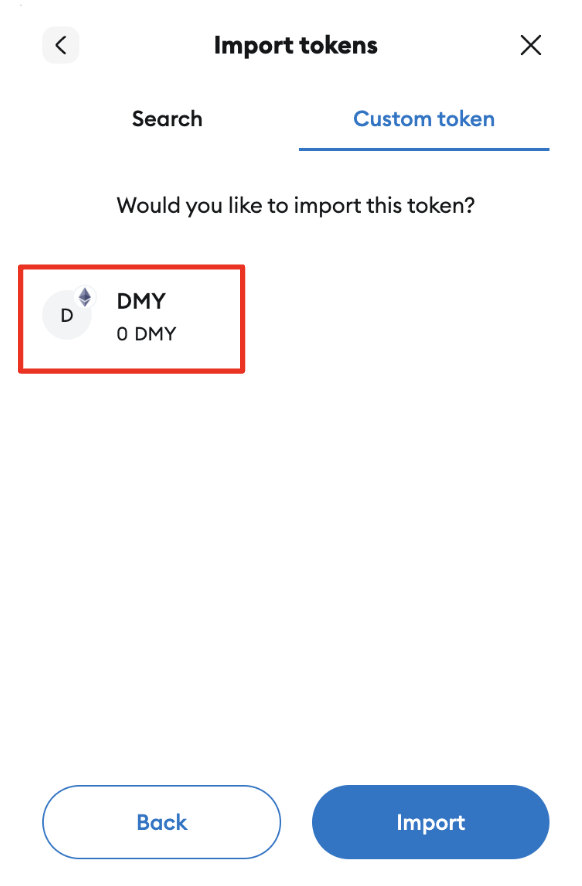 Import tokens
Search
Custom token
Would you like to import this token?
D
DMY
0 DMY
Back
Import